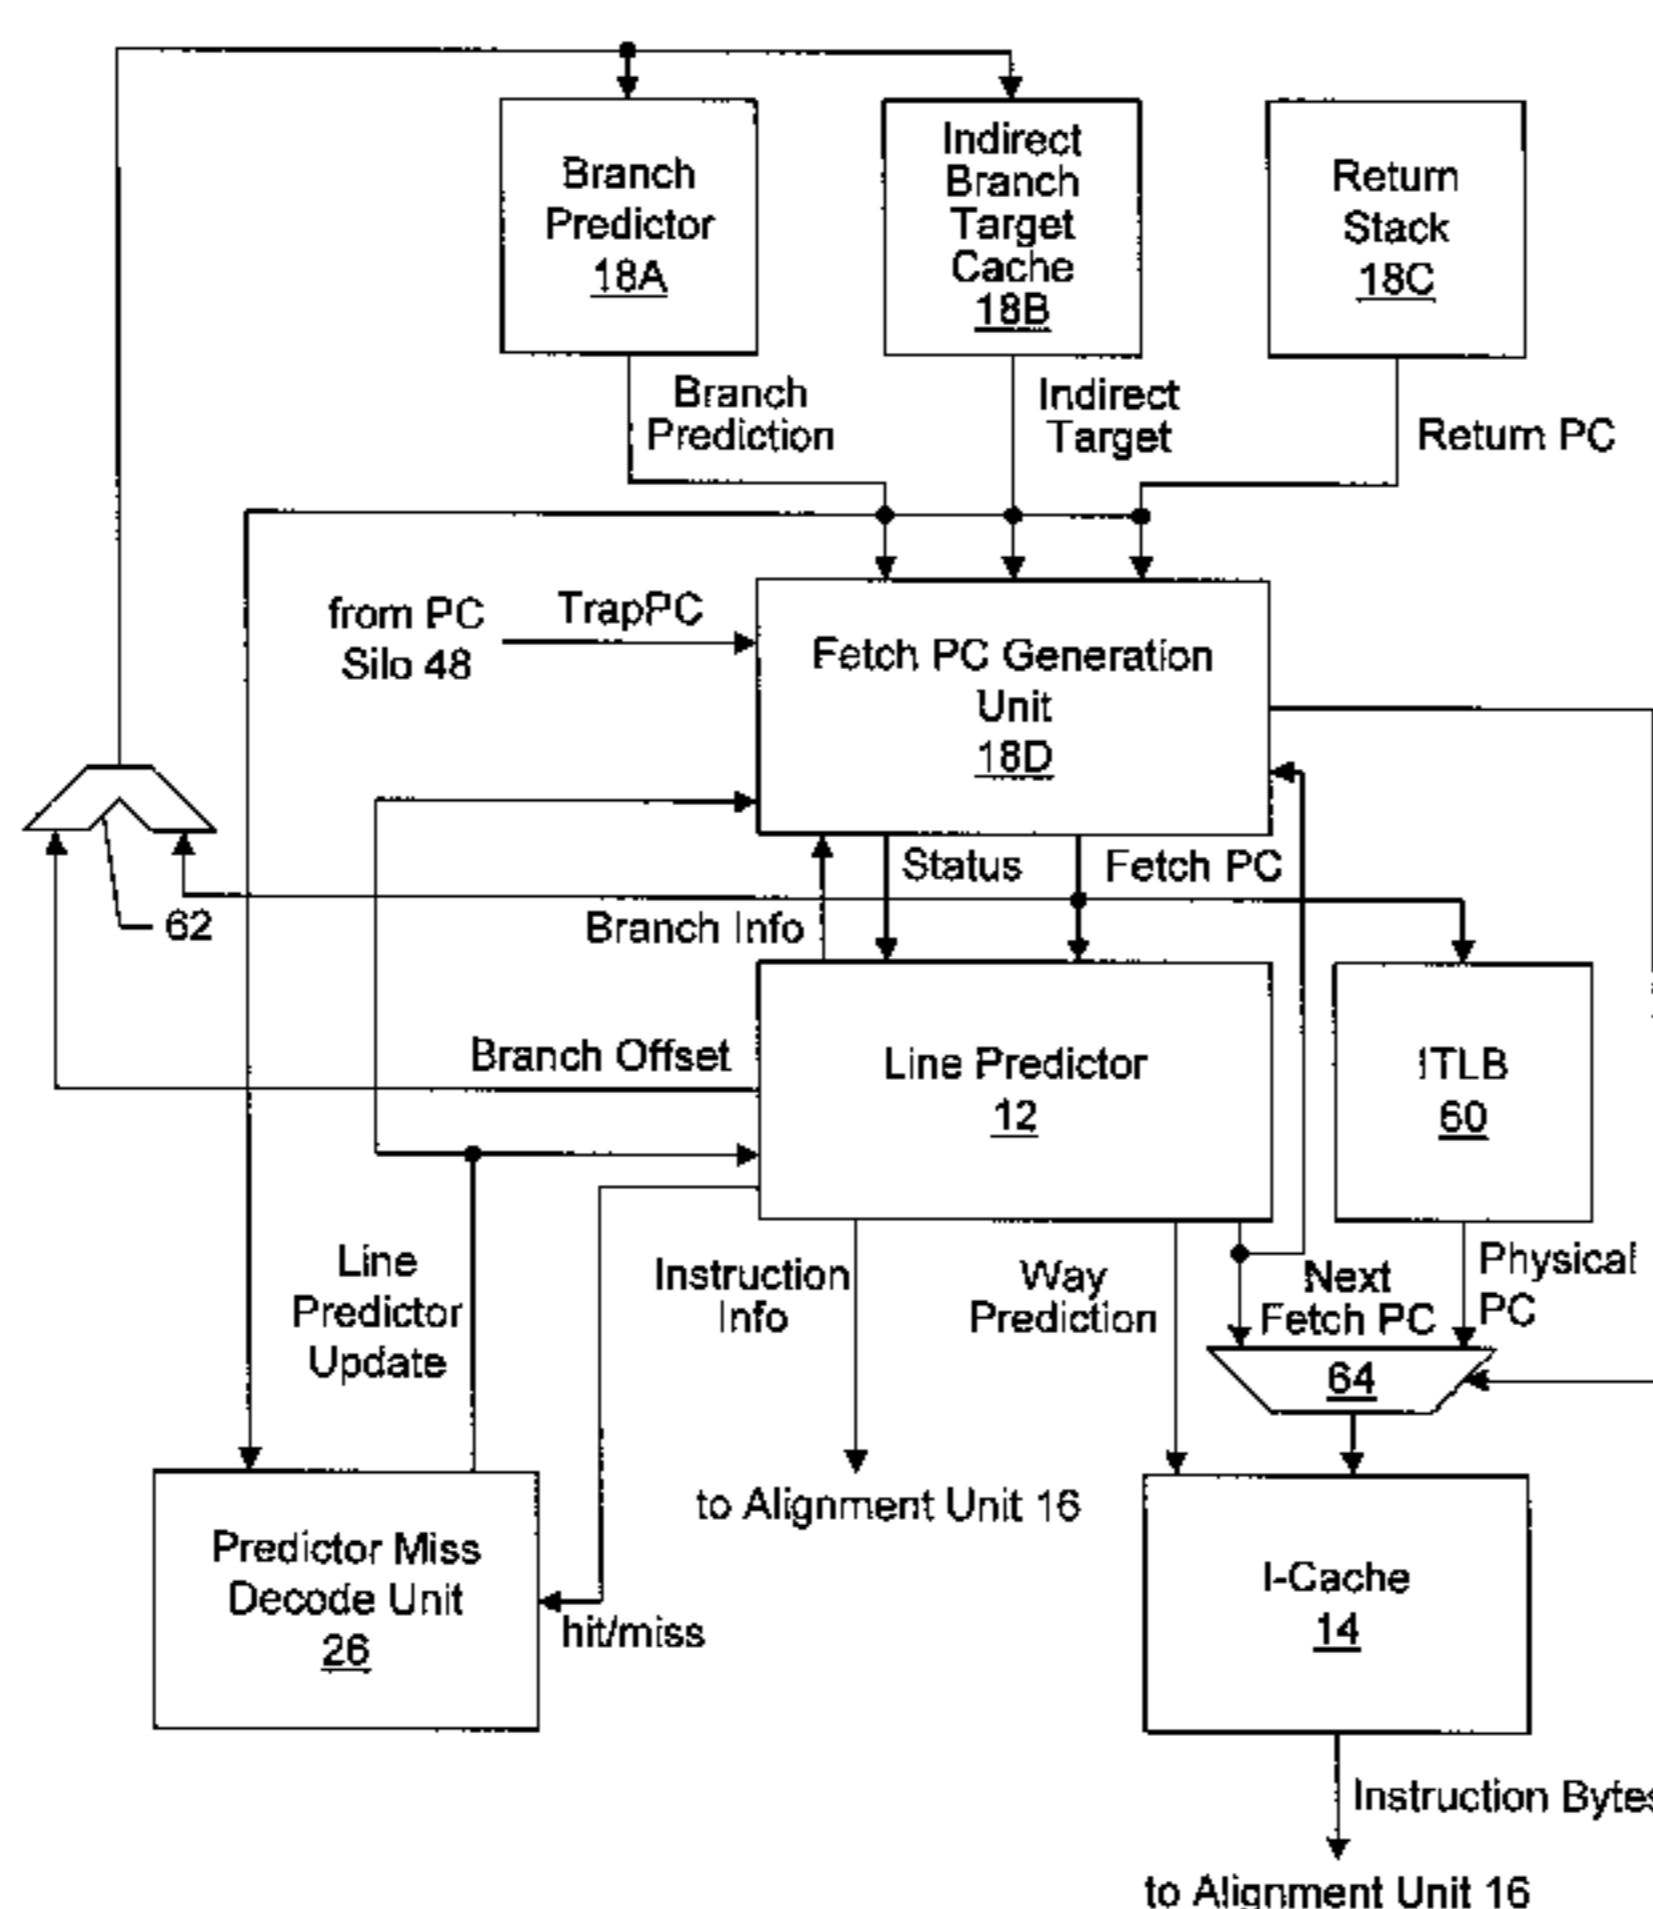 Branch
Predictor
18A
Indirect
Branch
Target
Cache
18B
Return
Stack
18C
Branch
Prediction
Indirect
Target
Return PC
from PC
Silo 48
TrapPC
Fetch PC Generation
Unit
18D
Status
Fetch PC
62
Branch Info
Branch Offset
Line Predictor
12
ITLB
60
Line
Predictor
Update
Instruction
Info
Way
Prediction
Next
Fetch PC
Physical
PC
64
to Alignment Unit 16
Predictor Miss
Decode Unit
26
hit/miss
I-Cache
14
Instruction Bytes
to Alignment Unit 16